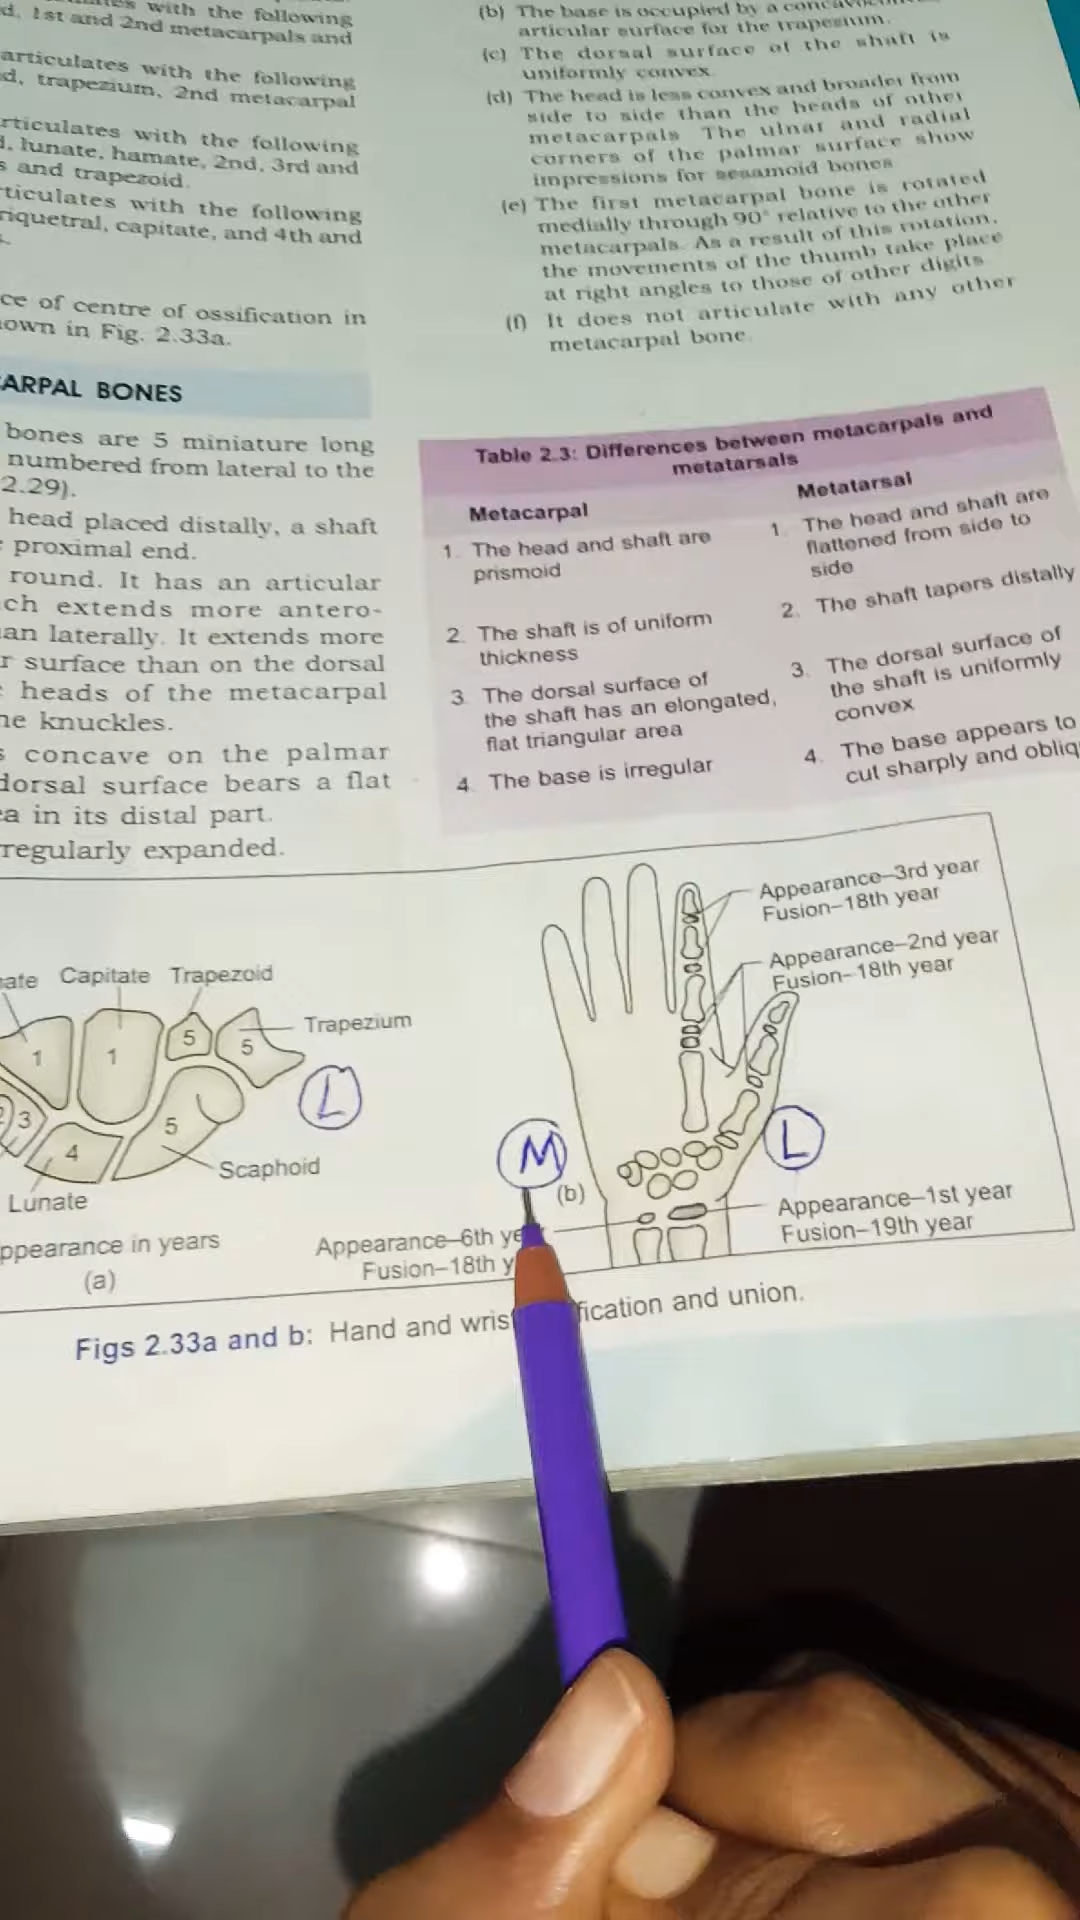 with the following
1st and 2nd metacarpals and
articulates with the following
trapezium, 2nd metacarpal
articulates with the following
lunate, hamate, 2nd, 3rd and
and trapezoid.
with the following
capitate, and 4th and
of centre of ossification in
in Fig. 2.33a.
CARPAL BONES
bones are 5 miniature long
numbered from lateral to the
2.29).
head placed distally, a shaft
proximal end.
round. It has an articular
extends more antero-
laterally. It extends more
surface than on the dorsal
heads of the metacarpal
knuckles.
concave on the palmar
dorsal surface bears a flat
in its distal part.
expanded.
(b) The base is occupied by a
articular surface for the trapezium.
(c) The dorsal surface of the shaft is
uniformly convex.
(d) The head is less convex and broader from
side to side than the heads of other
metacarpals. The ulnar and radial
corners of the palmar surface show
impressions for sesamoid bones
(e) The first metacarpal bone is rotated
medially through 90° relative to the other
metacarpals. As a result of this rotation,
the movements of the thumb take place
at right angles to those of other digits.
(f) It does not articulate with any other
metacarpal bone.
Table 2.3: Differences between metacarpals and
metatarsals
Metacarpal
Metatarsal
1. The head and shaft are
prismoid
1. The head and shaft are
flattened from side to
side
2. The shaft is of uniform
thickness
2. The shaft tapers distally
3. The dorsal surface of
the shaft has an elongated,
flat triangular area
3. The dorsal surface of
the shaft is uniformly
convex
4. The base is irregular
4. The base appears to
cut sharply and
Capitate Trapezoid
Trapezium
1
1
5
5
3
4
5
L
Scaphoid
Lunate
in years
(a)
Appearance–3rd year
Fusion–18th year
Appearance–2nd year
Fusion–18th year
M
L
(b)
Appearance–6th
Fusion–18th
Appearance–1st year
Fusion–19th year
Figs 2.33a and b: Hand and and union.